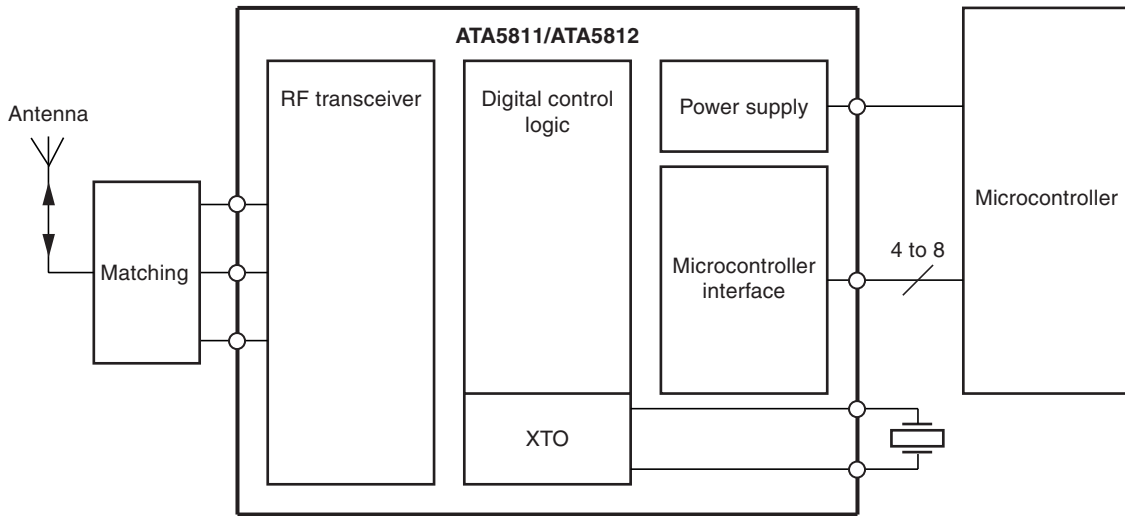 ATA5811/ATA5812
Antenna
Matching
RF transceiver
Digital control
logic
XTO
Power supply
Microcontroller
interface
4 to 8
Microcontroller